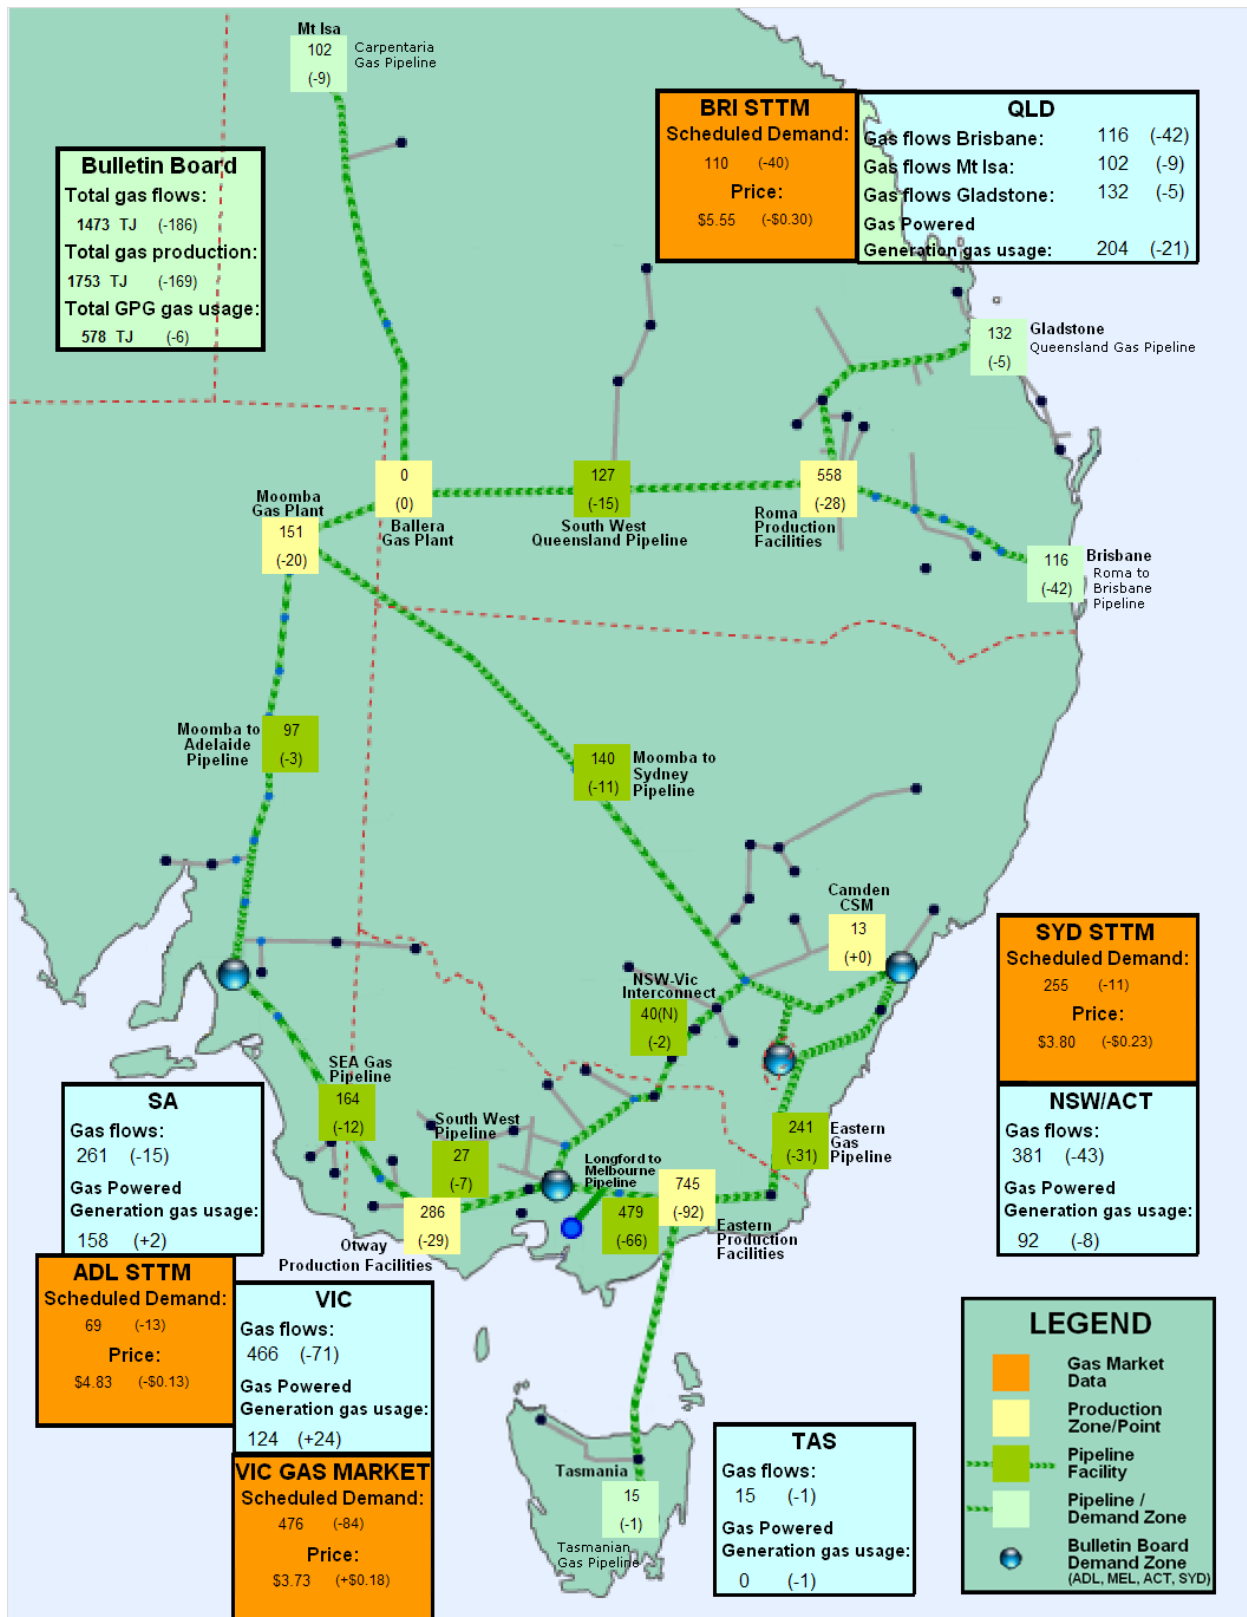 Mt Isa
102
(-9)
Carpentaria
Gas Pipeline
BRI STTM
Scheduled Demand:
110 (-40)
Price:
$5.55 (-$0.30)
QLD
Gas flows Brisbane: 116 (-42)
Gas flows Mt Isa: 102 (-9)
Gas flows Gladstone: 132 (-5)
Gas Powered
Generation gas usage: 204 (-21)
Bulletin Board
Total gas flows:
1473 TJ (-186)
Total gas production:
1753 TJ (-169)
Total GPG gas usage:
578 TJ (-6)
132
(-5)
Gladstone
Queensland Gas Pipeline
0
(0)
Ballera
Gas Plant
127
(-15)
South West
Queensland Pipeline
558
(-28)
Roma
Production
Facilities
Moomba
Gas Plant
151
(-20)
116
(-42)
Brisbane
Roma to
Brisbane
Pipeline
Moomba to
Adelaide
Pipeline
97
(-3)
140
(-11)
Moomba to
Sydney
Pipeline
Camden
CSM
13
(+0)
SYD STTM
Scheduled Demand:
255 (-11)
Price:
$3.80 (-$0.23)
NSW-Vic
Interconnect
40(N)
(-2)
SEA Gas
Pipeline
164
(-12)
South West
Pipeline
27
(-7)
Longford to
Melbourne
Pipeline
479
(-66)
745
(-92)
Eastern
Production
Facilities
241
(-31)
Eastern
Gas
Pipeline
NSW/ACT
Gas flows:
381 (-43)
Gas Powered
Generation gas usage:
92 (-8)
SA
Gas flows:
261 (-15)
Gas Powered
Generation gas usage:
158 (+2)
286
(-29)
Otway
Production Facilities
ADL STTM
Scheduled Demand:
69 (-13)
Price:
$4.83 (-$0.13)
VIC
Gas flows:
466 (-71)
Gas Powered
Generation gas usage:
124 (+24)
VIC GAS MARKET
Scheduled Demand:
476 (-84)
Price:
$3.73 (+$0.18)
Tasmania
15
(-1)
Tasmanian
Gas Pipeline
TAS
Gas flows:
15 (-1)
Gas Powered
Generation gas usage:
0 (-1)
LEGEND
Gas Market
Data
Production
Zone/Point
Pipeline
Facility
Pipeline /
Demand Zone
Bulletin Board
Demand Zone
(ADL, MEL, ACT, SYD)